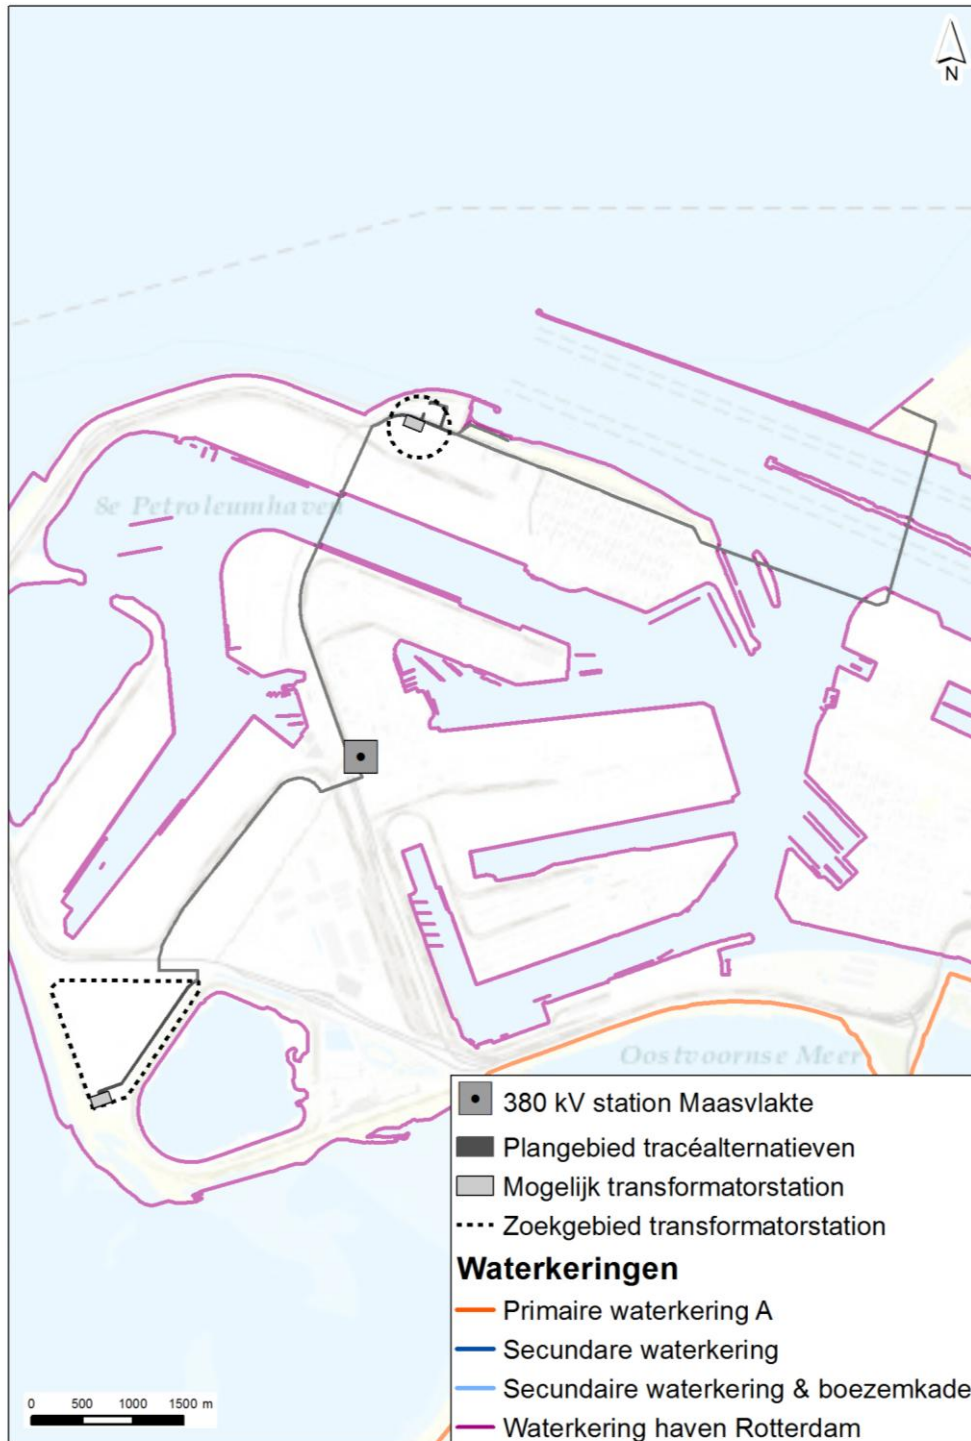 N
8e Petroleumhaven
Oostvoornse Meer
380 kV station Maasvlakte
Plangebied tracéalternatieven
Mogelijk transformatorstation
Zoekgebied transformatorstation
Waterkeringen
Primaire waterkering A
Secundare waterkering
Secundaire waterkering & boezemkade
Waterkering haven Rotterdam
0 500 1000 1500 m